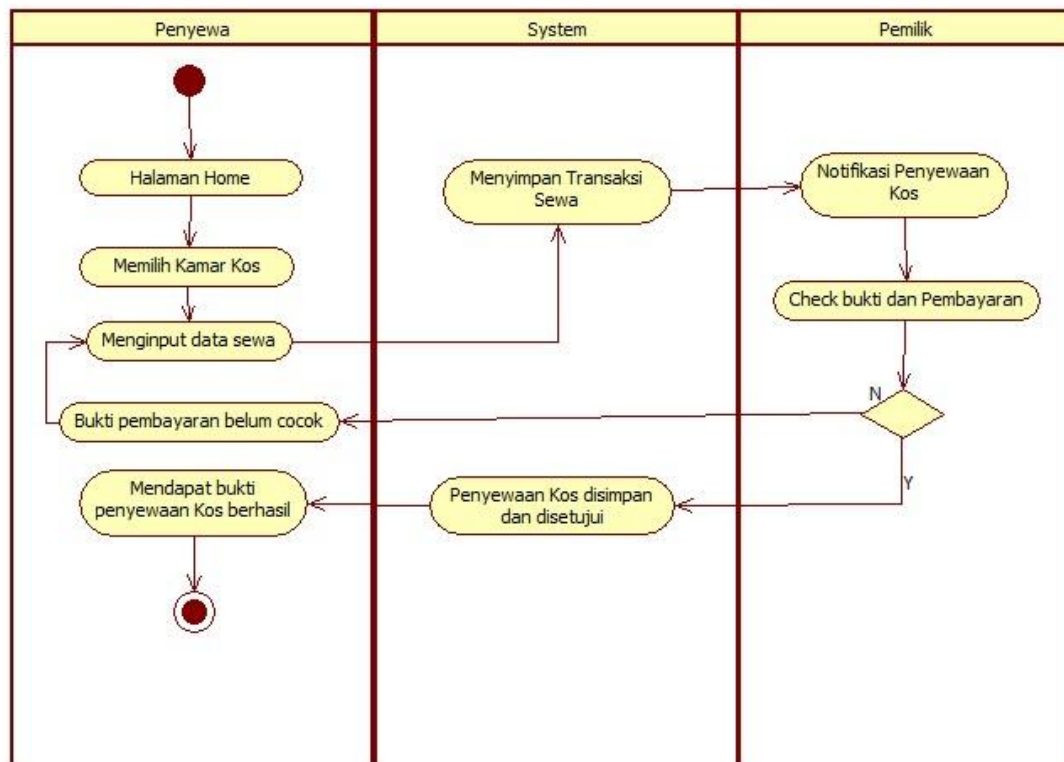 Penyewa
System
Pemilik
Halaman Home
Memilih Kamar Kos
Menginput data sewa
Bukti pembayaran belum cocok
Mendapat bukti
penyewaan Kos berhasil
Menyimpan Transaksi
Sewa
Penyewaan Kos disimpan
dan disetujui
Notifikasi Penyewaan
Kos
Check bukti dan Pembayaran
N
Y